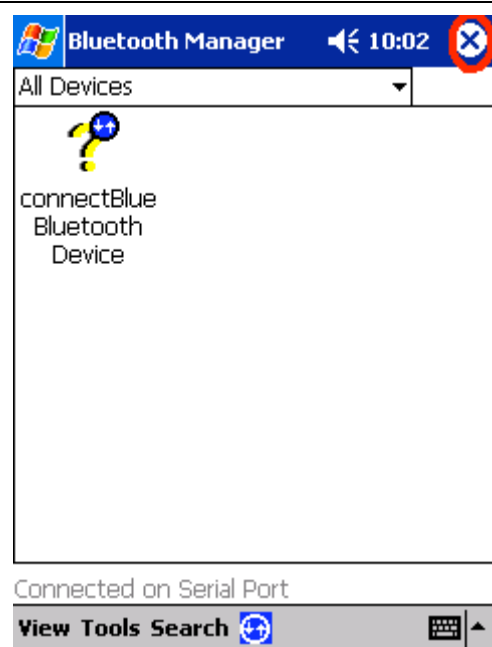 Bluetooth Manager 10:02
All Devices
connectBlue
Bluetooth
Device
Connected on Serial Port
View Tools Search